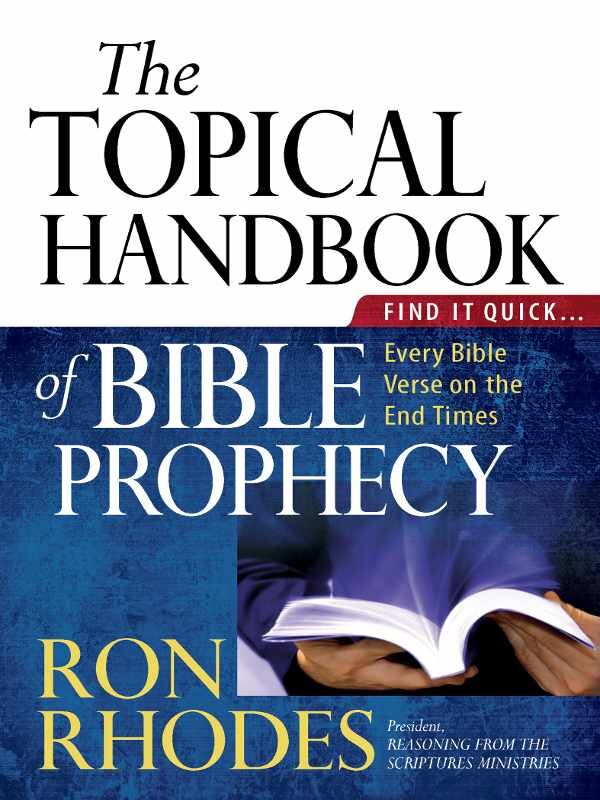 The
TOPICAL
HANDBOOK
FIND IT QUICK...
of BIBLE
PROPHECY
Every Bible
Verse on the
End Times
RON
RHODES
President,
REASONING FROM THE
SCRIPTURES MINISTRIES